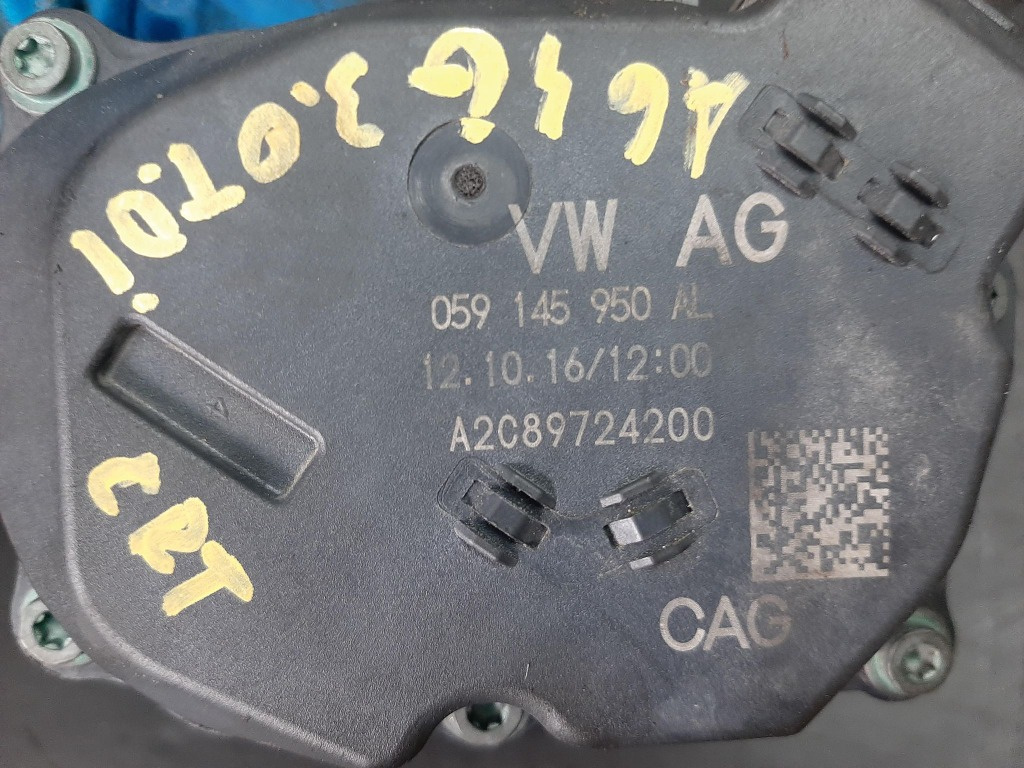 A6 4G 3.0TDi
CRT
VW AG
059 145 950 AL
12.10.16/12:00
A2C89724200
CAG